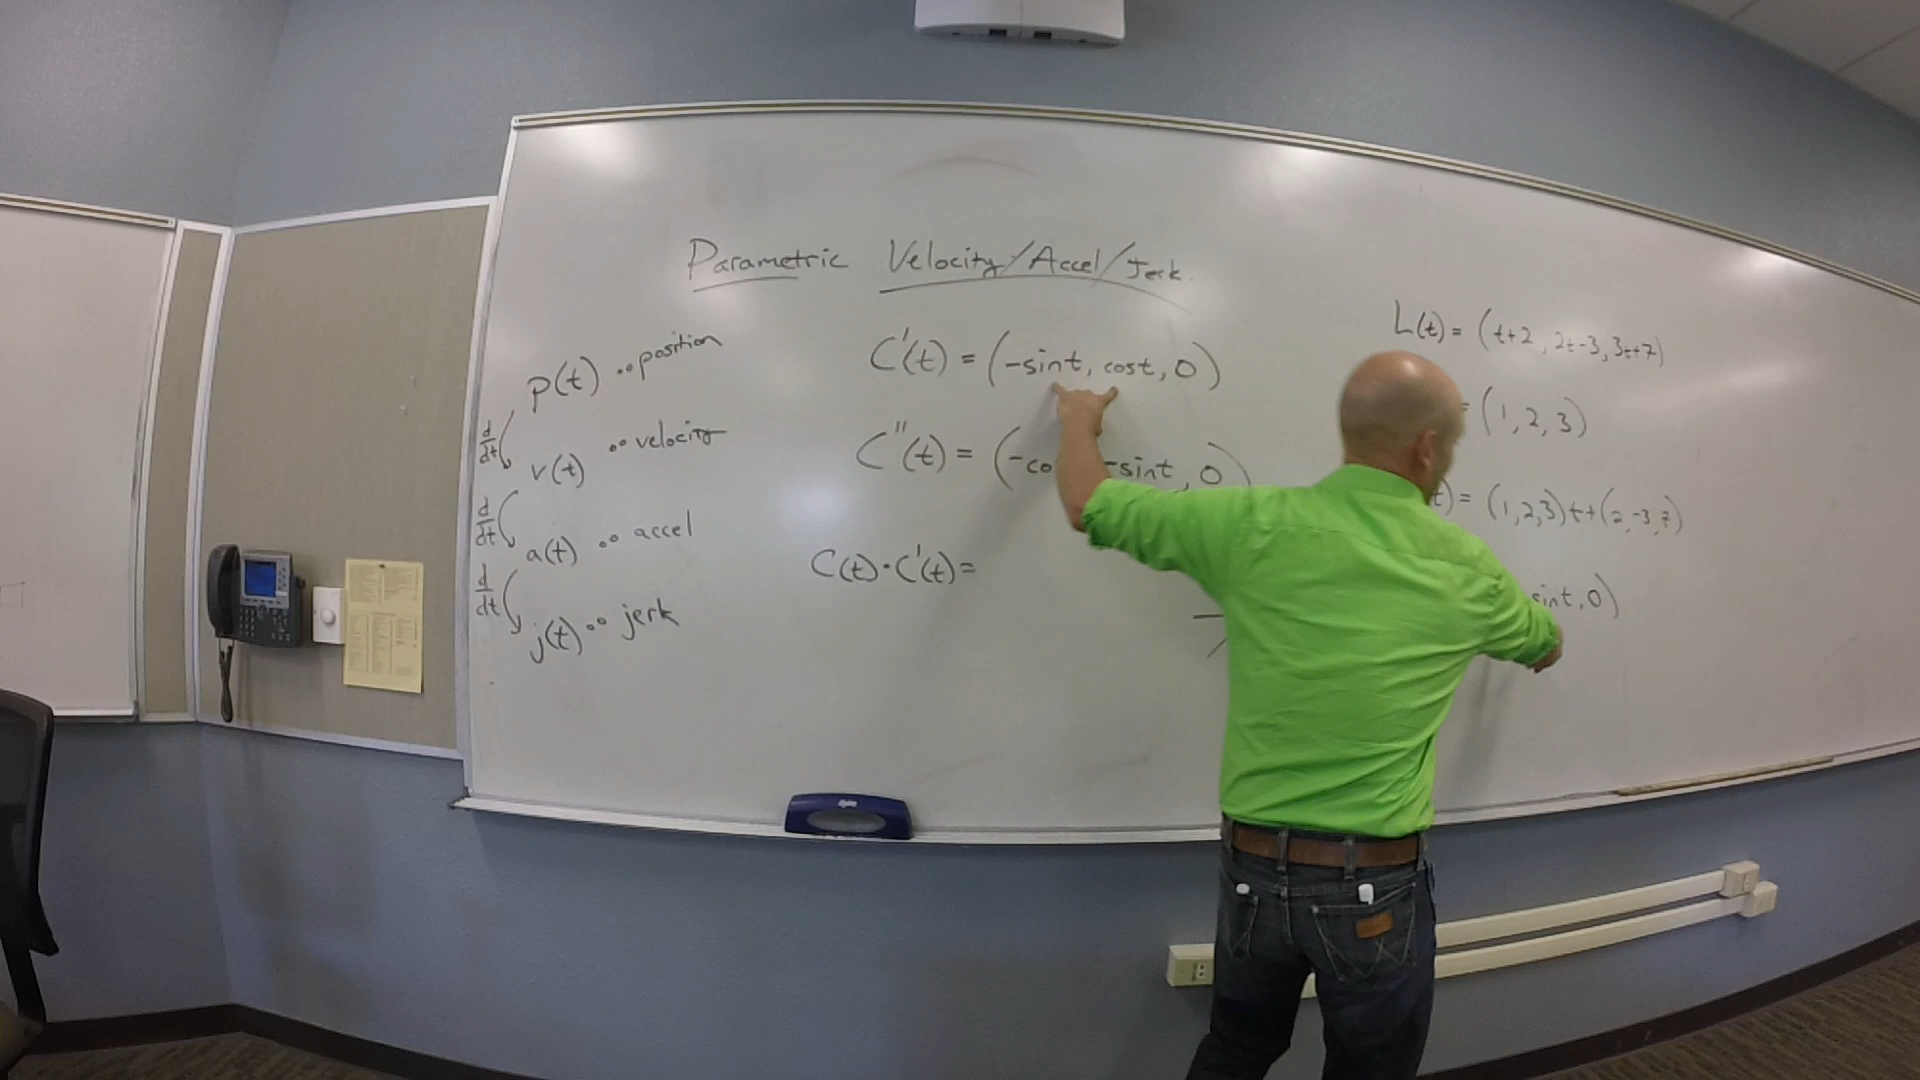 Parametric Velocity/Accel/Jerk.
p(t) : position
d/dt
v(t) : velocity
d/dt
a(t) : accel
d/dt
j(t) : jerk
C'(t) = (-sint, cost, 0)
C''(t) = (-co -sint, 0)
C(t)·C'(t)=
L(t) = (t+2, 2t-3, 3t+7)
= (1, 2, 3)
t) = (1,2,3)t+(2,-3,7)
sint, 0)